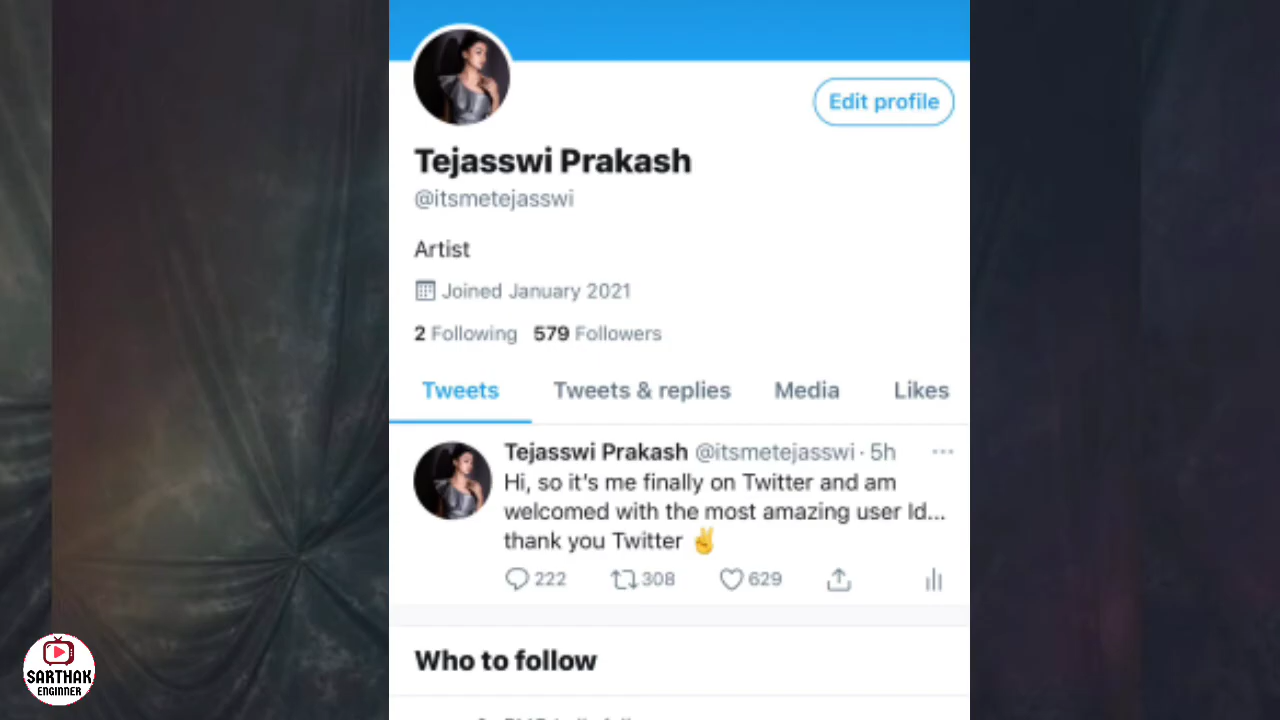 Edit profile
Tejasswi Prakash
@itsmetejasswi
Artist
Joined January 2021
2 Following 579 Followers
Tweets Tweets & replies Media Likes
Tejasswi Prakash @itsmetejasswi · 5h
Hi, so it's me finally on Twitter and am
welcomed with the most amazing user Id...
thank you Twitter ✌️
222 308 629
Who to follow
SARTHAK
ENGINNER